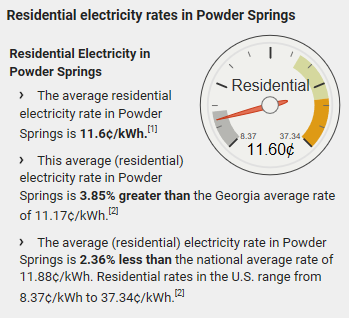 Residential electricity rates in Powder Springs
Residential Electricity in
Powder Springs
› The average residential
electricity rate in Powder
Springs is 11.6¢/kWh.[1]
› This average (residential)
electricity rate in Powder
Springs is 3.85% greater than the Georgia average rate
of 11.17¢/kWh.[2]
› The average (residential) electricity rate in Powder
Springs is 2.36% less than the national average rate of
11.88¢/kWh. Residential rates in the U.S. range from
8.37¢/kWh to 37.34¢/kWh.[2]
Residential
8.37 37.34
11.60¢